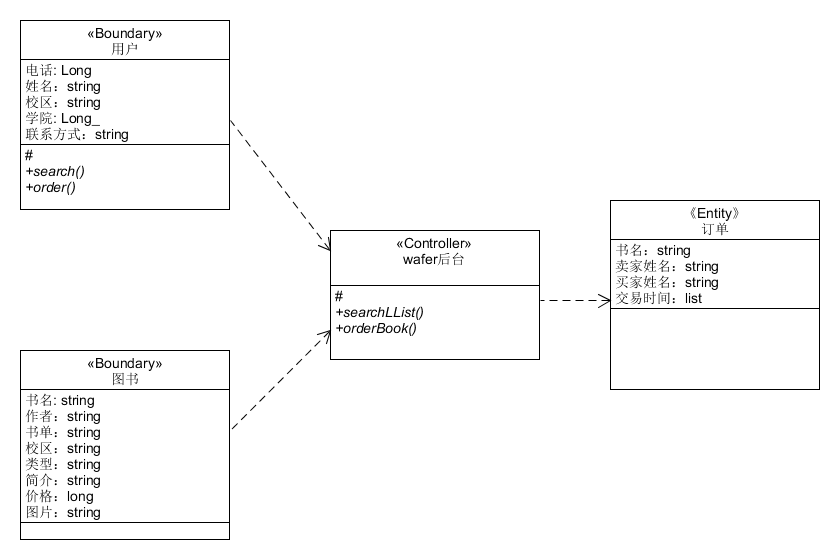 «Boundary»
用户
电话: Long
姓名：string
校区：string
学院: Long_
联系方式：string
#
+search()
+order()
«Controller»
wafer后台
#
+searchLList()
+orderBook()
《Entity》
订单
书名：string
卖家姓名：string
买家姓名：string
交易时间：list
«Boundary»
图书
书名: string
作者：string
书单：string
校区：string
类型：string
简介：string
价格：long
图片：string